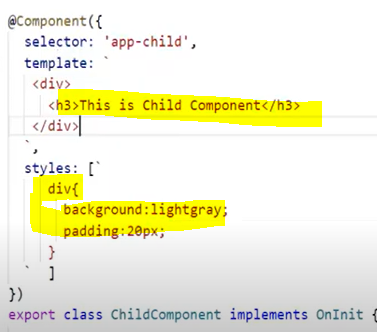 @Component({
selector: 'app-child',
template: `
<div>
<h3>This is Child Component</h3>
</div>
`,
styles: [`
div{
background:lightgray;
padding:20px;
}
` ]
})
export class ChildComponent implements OnInit {